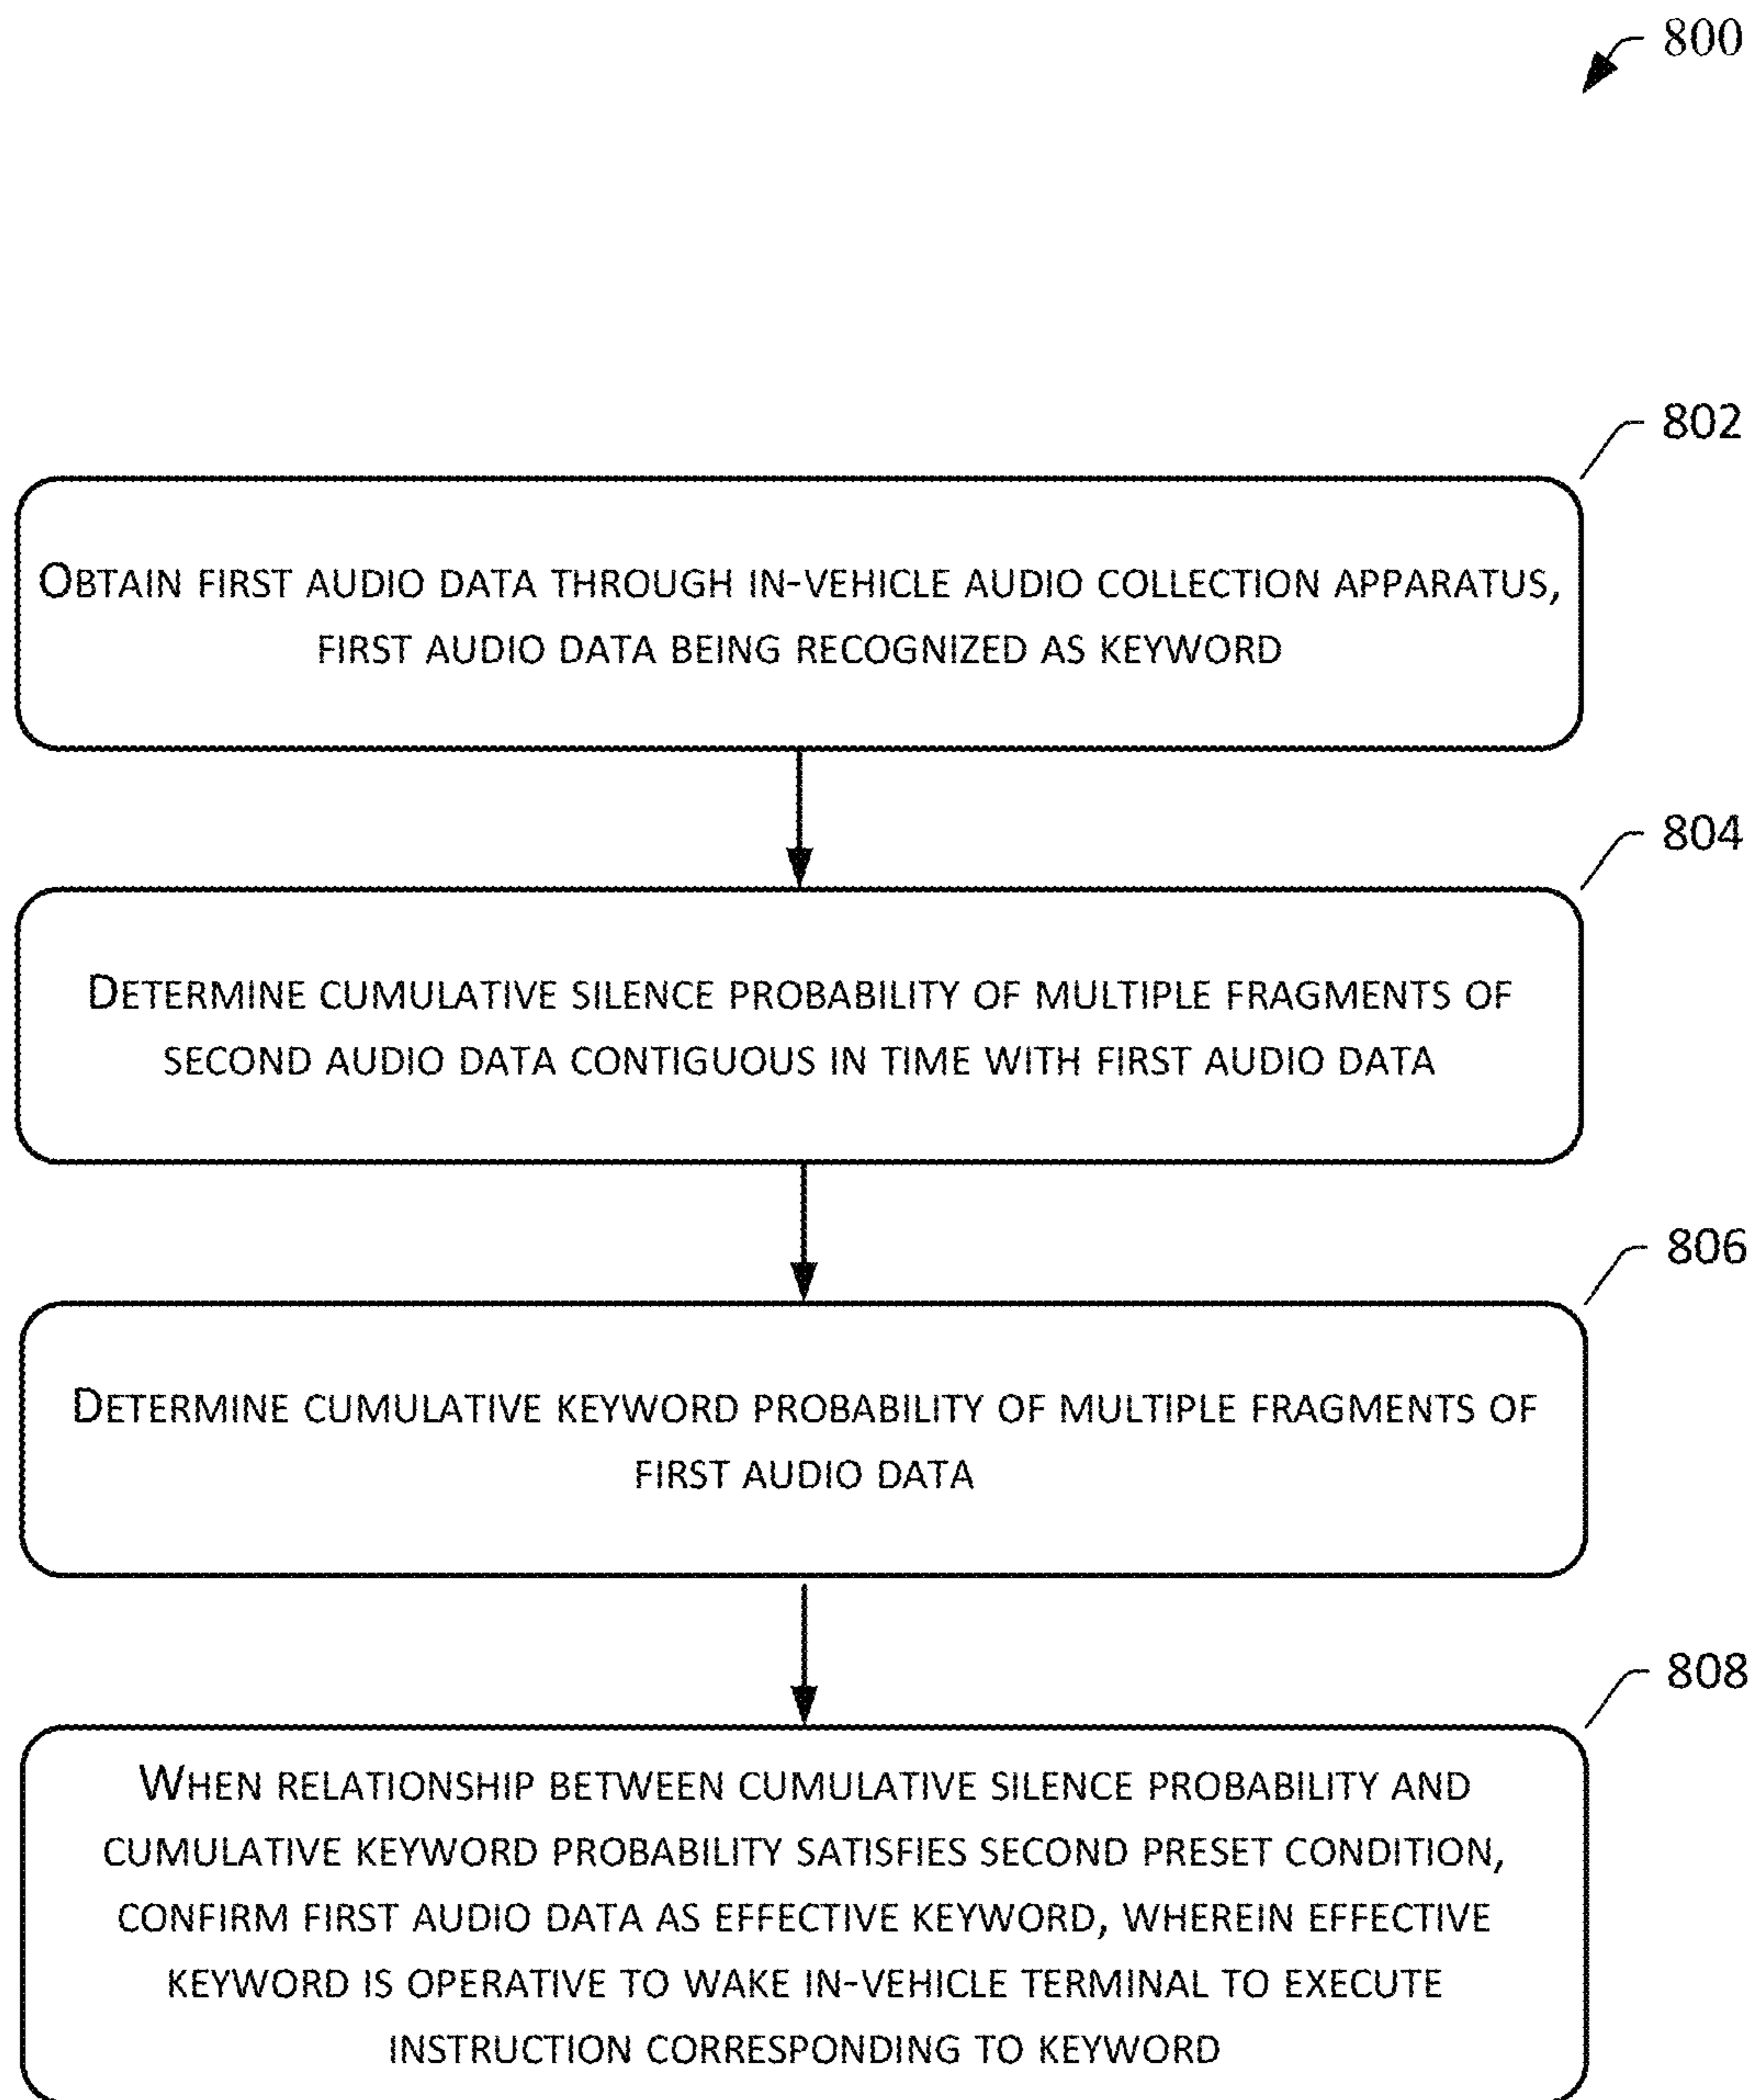 800
802
OBTAIN FIRST AUDIO DATA THROUGH IN-VEHICLE AUDIO COLLECTION APPARATUS,
FIRST AUDIO DATA BEING RECOGNIZED AS KEYWORD
804
DETERMINE CUMULATIVE SILENCE PROBABILITY OF MULTIPLE FRAGMENTS OF
SECOND AUDIO DATA CONTIGUOUS IN TIME WITH FIRST AUDIO DATA
806
DETERMINE CUMULATIVE KEYWORD PROBABILITY OF MULTIPLE FRAGMENTS OF
FIRST AUDIO DATA
808
WHEN RELATIONSHIP BETWEEN CUMULATIVE SILENCE PROBABILITY AND
CUMULATIVE KEYWORD PROBABILITY SATISFIES SECOND PRESET CONDITION,
CONFIRM FIRST AUDIO DATA AS EFFECTIVE KEYWORD, WHEREIN EFFECTIVE
KEYWORD IS OPERATIVE TO WAKE IN-VEHICLE TERMINAL TO EXECUTE
INSTRUCTION CORRESPONDING TO KEYWORD